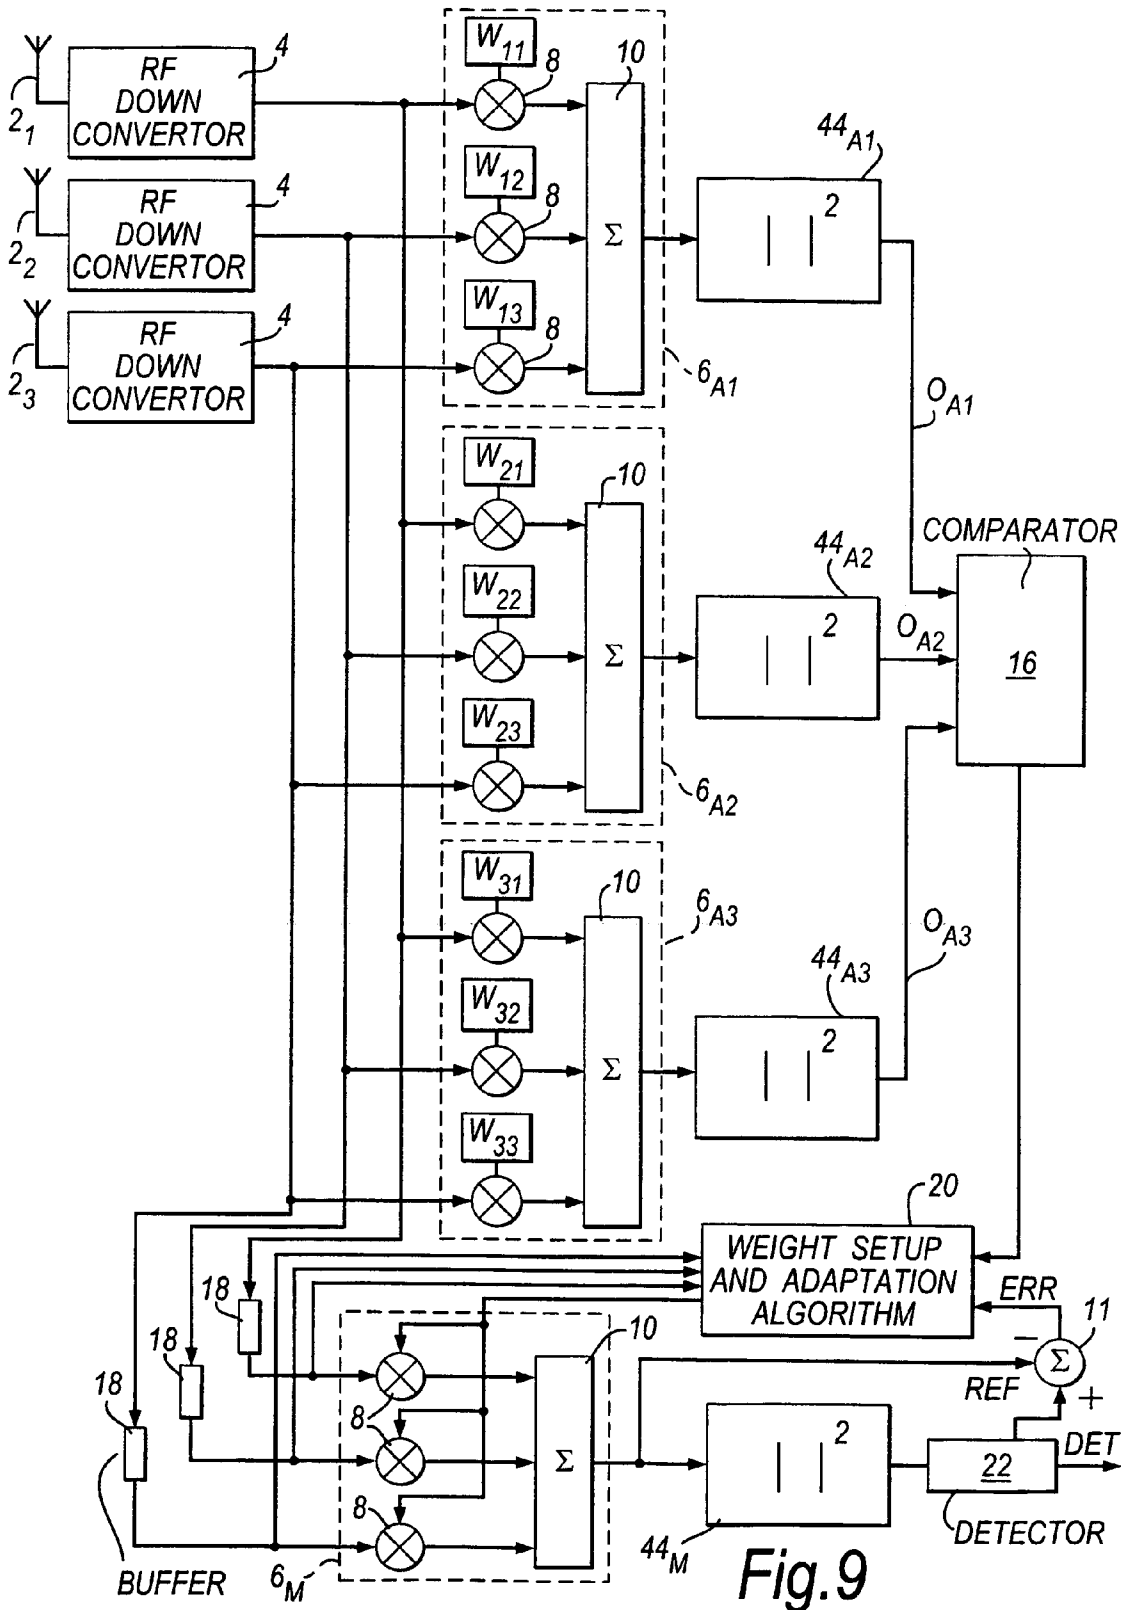 2₁
RF
DOWN
CONVERTOR
4
W₁₁
8
10
W₁₂
8
Σ
W₁₃
8
6A1
44A1
| | 2
OA1
2₂
RF
DOWN
CONVERTOR
4
2₃
RF
DOWN
CONVERTOR
4
W₂₁
10
W₂₂
Σ
W₂₃
6A2
44A2
| | 2
OA2
COMPARATOR
16
W₃₁
10
W₃₂
Σ
W₃₃
6A3
44A3
| | 2
OA3
20
WEIGHT SETUP
AND ADAPTATION
ALGORITHM
ERR
11
Σ
−
+
REF
18
18
18
BUFFER
8
8
10
Σ
6M
| | 2
44M
22
DETECTOR
DET
Fig.9